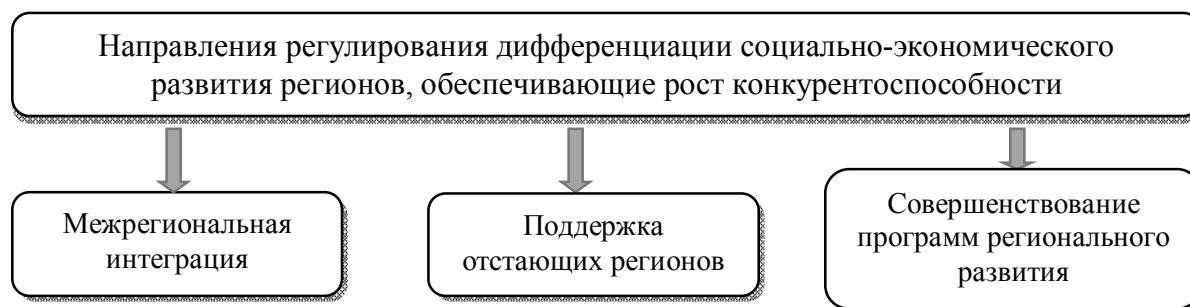 Направления регулирования дифференциации социально-экономического
развития регионов, обеспечивающие рост конкурентоспособности
Межрегиональная
интеграция
Поддержка
отстающих регионов
Совершенствование
программ регионального
развития